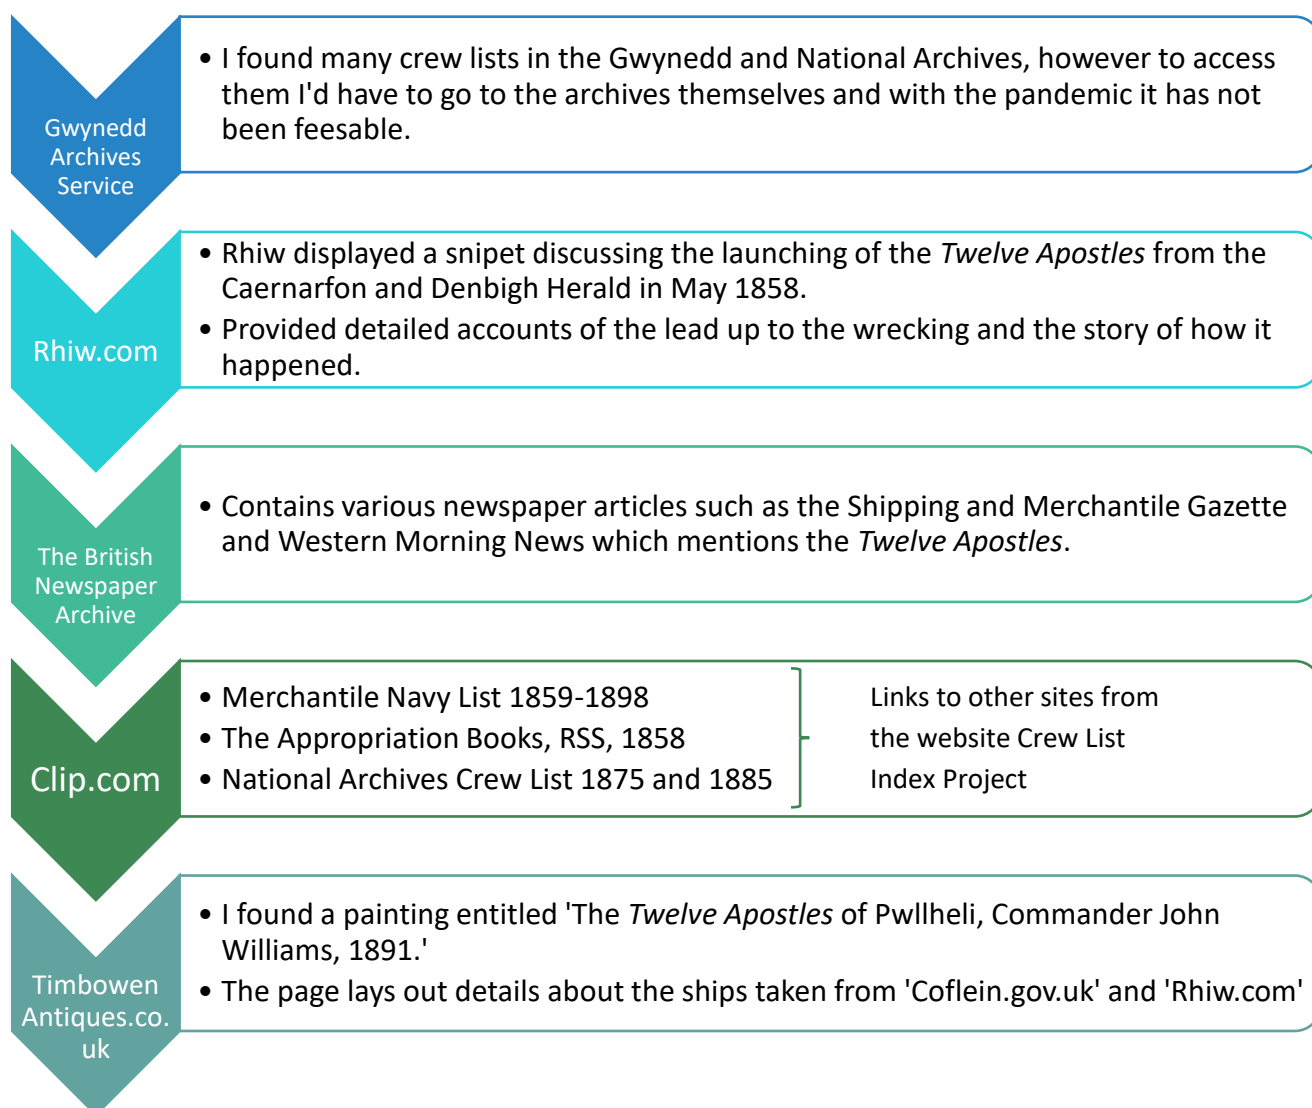 Gwynedd
Archives
Service
• I found many crew lists in the Gwynedd and National Archives, however to access
them I'd have to go to the archives themselves and with the pandemic it has not
been feesable.
Rhiw.com
• Rhiw displayed a snipet discussing the launching of the Twelve Apostles from the
Caernarfon and Denbigh Herald in May 1858.
• Provided detailed accounts of the lead up to the wrecking and the story of how it
happened.
The British
Newspaper
Archive
• Contains various newspaper articles such as the Shipping and Merchantile Gazette
and Western Morning News which mentions the Twelve Apostles.
Clip.com
• Merchantile Navy List 1859-1898
• The Appropriation Books, RSS, 1858
• National Archives Crew List 1875 and 1885
Links to other sites from
the website Crew List
Index Project
Timbowen
Antiques.co.
uk
• I found a painting entitled 'The Twelve Apostles of Pwllheli, Commander John
Williams, 1891.'
• The page lays out details about the ships taken from 'Coflein.gov.uk' and 'Rhiw.com'